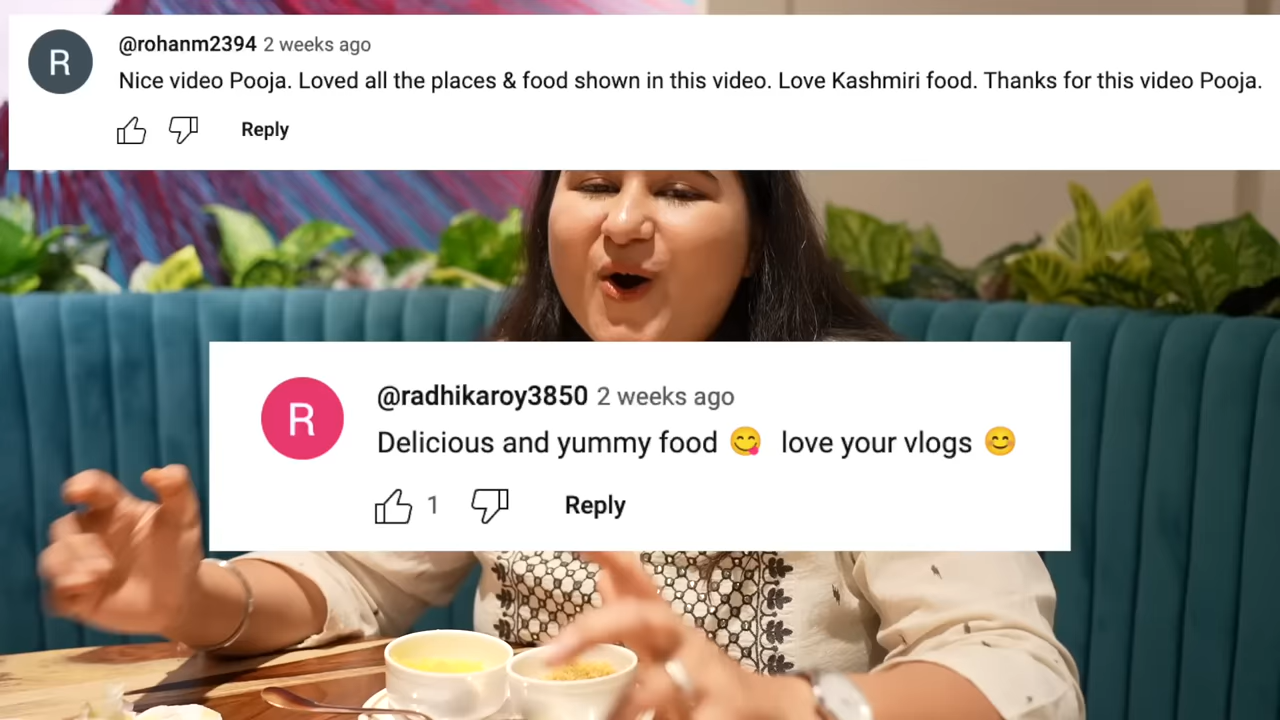 R
@rohanm2394 2 weeks ago
Nice video Pooja. Loved all the places & food shown in this video. Love Kashmiri food. Thanks for this video Pooja.
Reply
R
@radhikaroy3850 2 weeks ago
Delicious and yummy food 😋 love your vlogs 😊
1 Reply